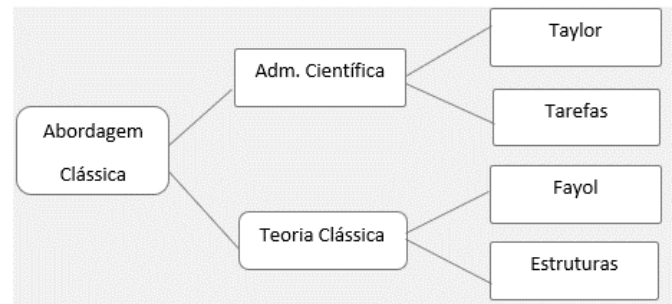 Abordagem
Clássica
Adm. Científica
Taylor
Tarefas
Teoria Clássica
Fayol
Estruturas